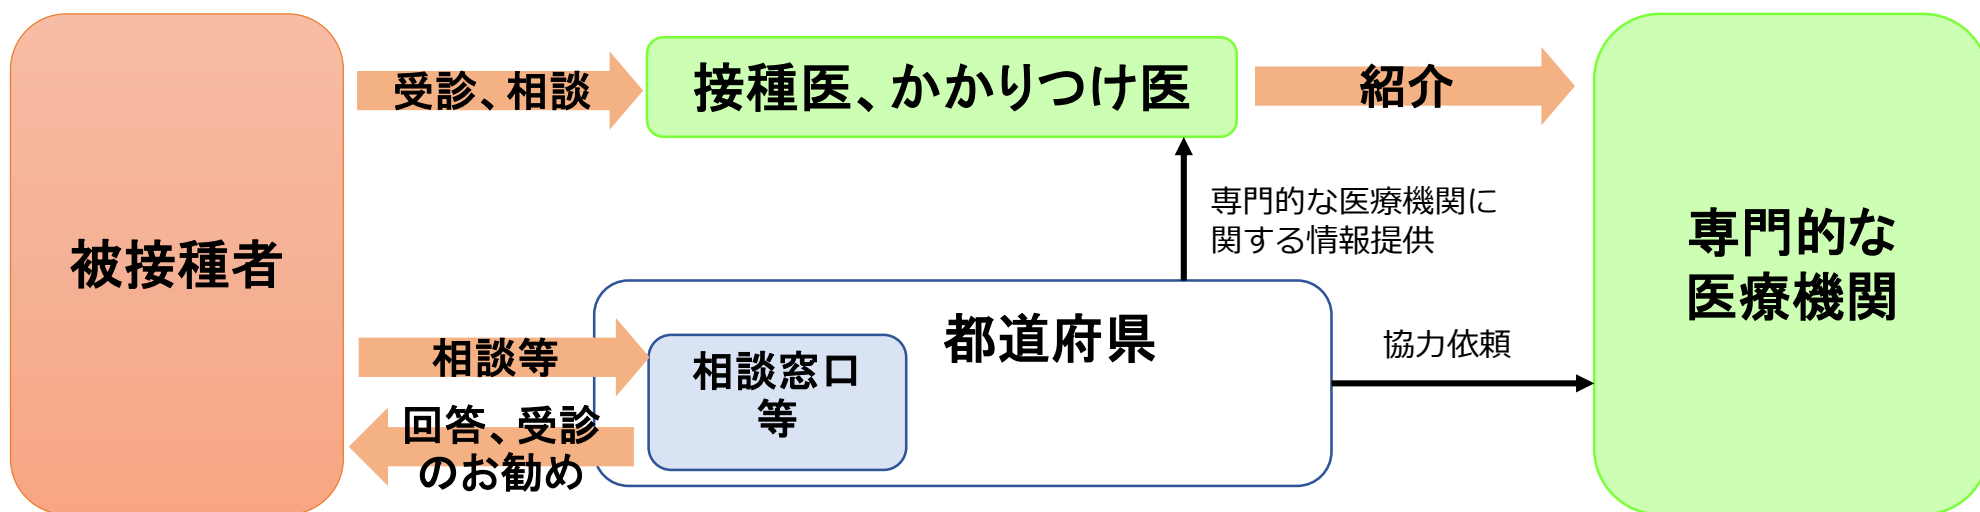 被接種者
受診、相談
接種医、かかりつけ医
紹介
専門的な医療機関に
関する情報提供
専門的な
医療機関
都道府県
相談等
相談窓口
等
回答、受診
のお勧め
協力依頼